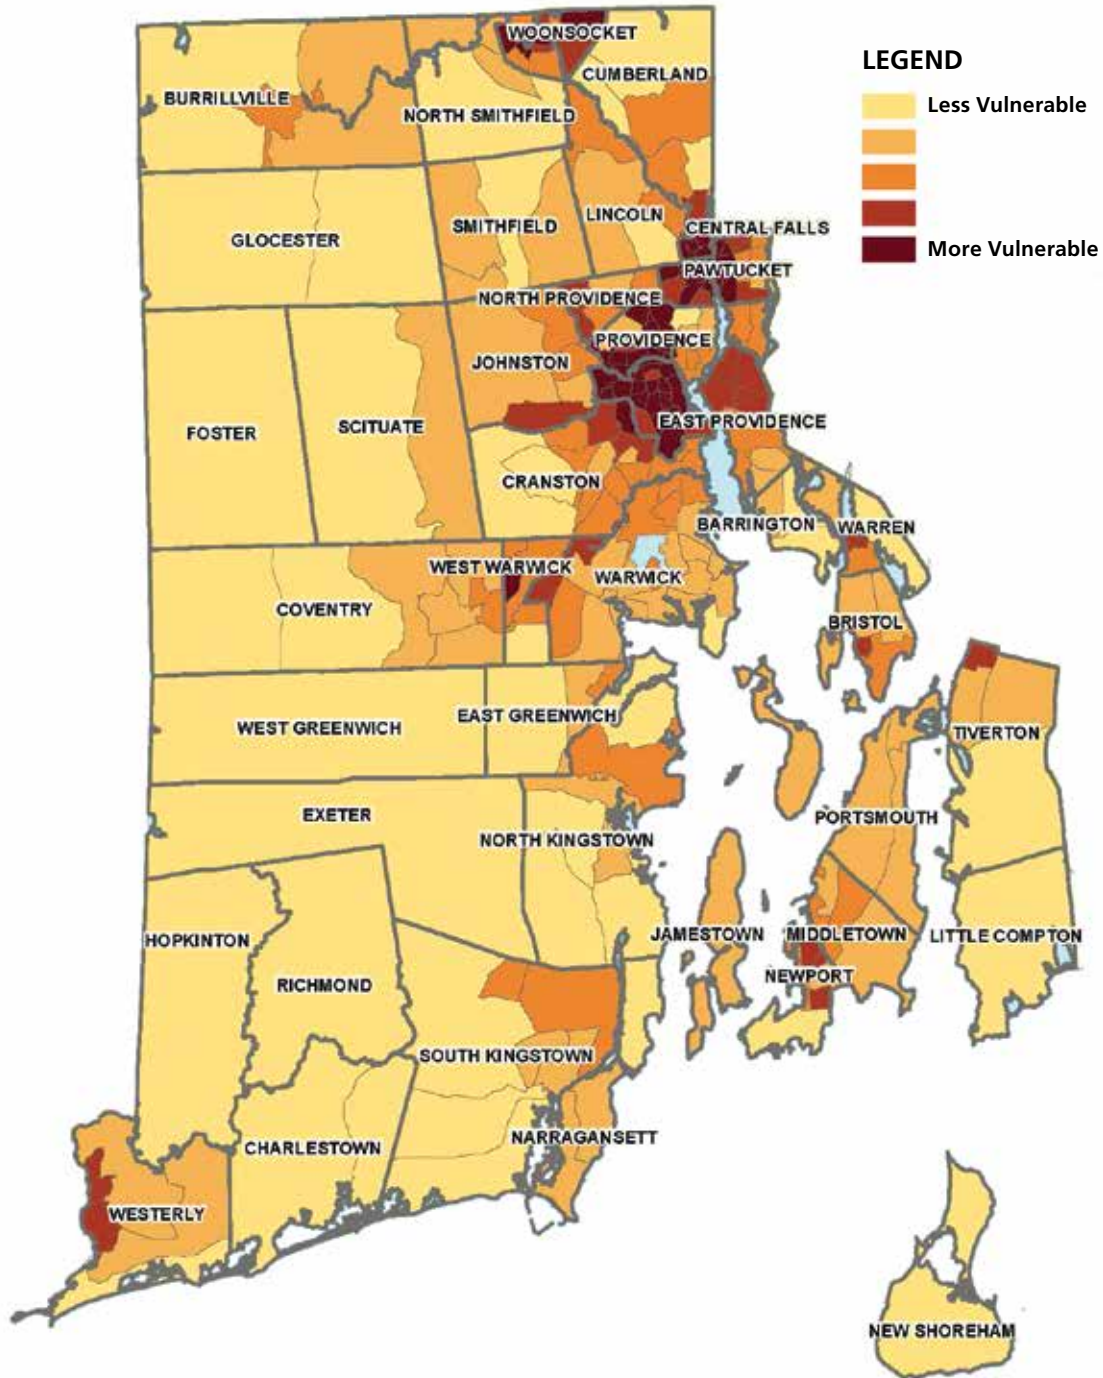 WOONSOCKET
LEGEND
CUMBERLAND
BURRILLVILLE
Less Vulnerable
NORTH SMITHFIELD
SMITHFIELD
LINCOLN
CENTRAL FALLS
GLOCESTER
More Vulnerable
PAWTUCKET
NORTH PROVIDENCE
PROVIDENCE
JOHNSTON
EAST PROVIDENCE
FOSTER
SCITUATE
CRANSTON
BARRINGTON
WARREN
WEST WARWICK
WARWICK
COVENTRY
BRISTOL
WEST GREENWICH
EAST GREENWICH
TIVERTON
EXETER
PORTSMOUTH
NORTH KINGSTOWN
HOPKINTON
JAMESTOWN
MIDDLETOWN
LITTLE COMPTON
RICHMOND
NEWPORT
SOUTH KINGSTOWN
NARRAGANSETT
CHARLESTOWN
WESTERLY
NEW SHOREHAM